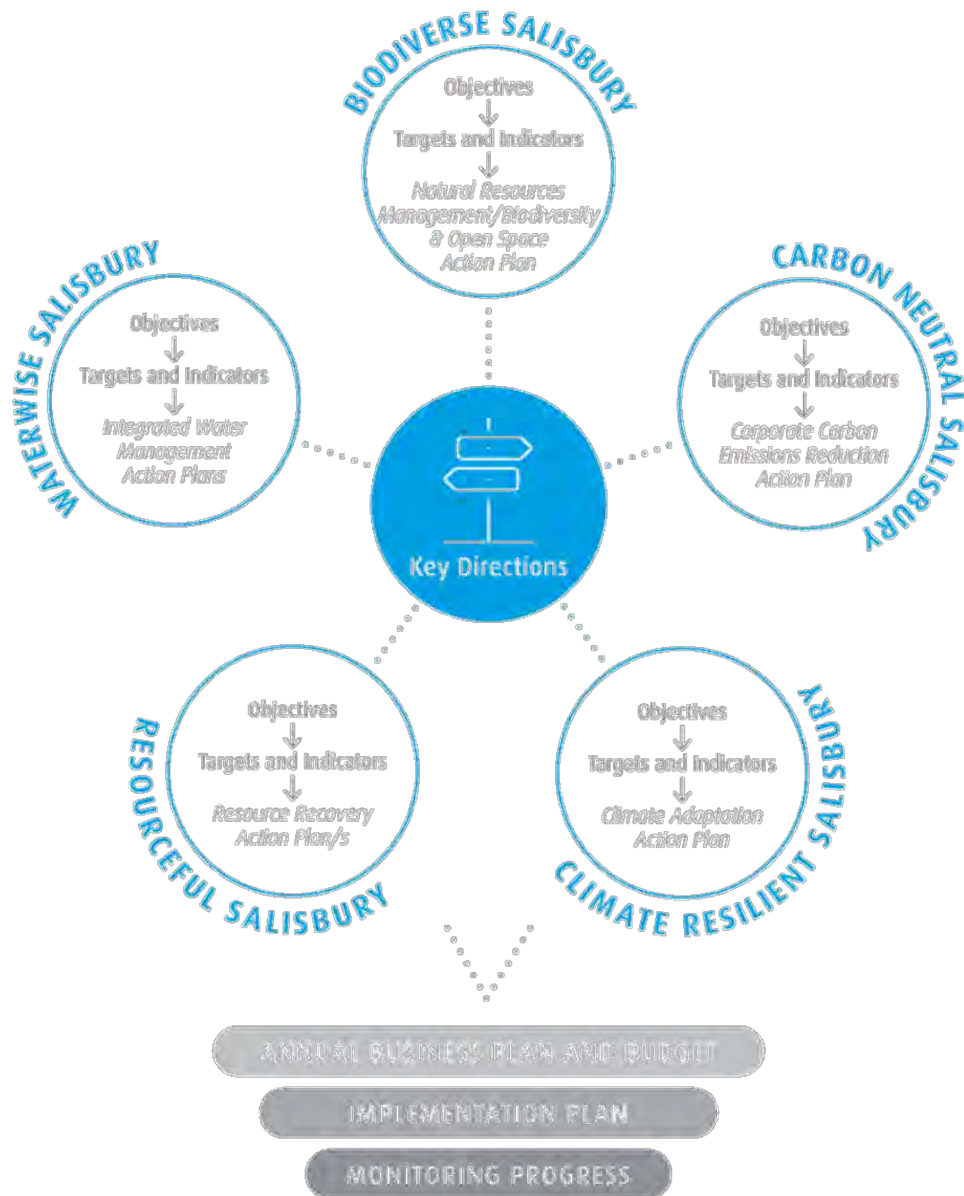 BIODIVERSE SALISBURY
Objectives
Targets and Indicators
Natural Resources
Management/Biodiversity
& Open Space
Action Plan
WATERWISE SALISBURY
Objectives
Targets and Indicators
Integrated Water
Management
Action Plans
CARBON NEUTRAL SALISBURY
Objectives
Targets and Indicators
Corporate Carbon
Emissions Reduction
Action Plan
Key Directions
RESOURCEFUL SALISBURY
Objectives
Targets and Indicators
Resource Recovery
Action Plan/s
CLIMATE RESILIENT SALISBURY
Objectives
Targets and Indicators
Climate Adaptation
Action Plan
ANNUAL BUSINESS PLAN AND BUDGET
IMPLEMENTATION PLAN
MONITORING PROGRESS